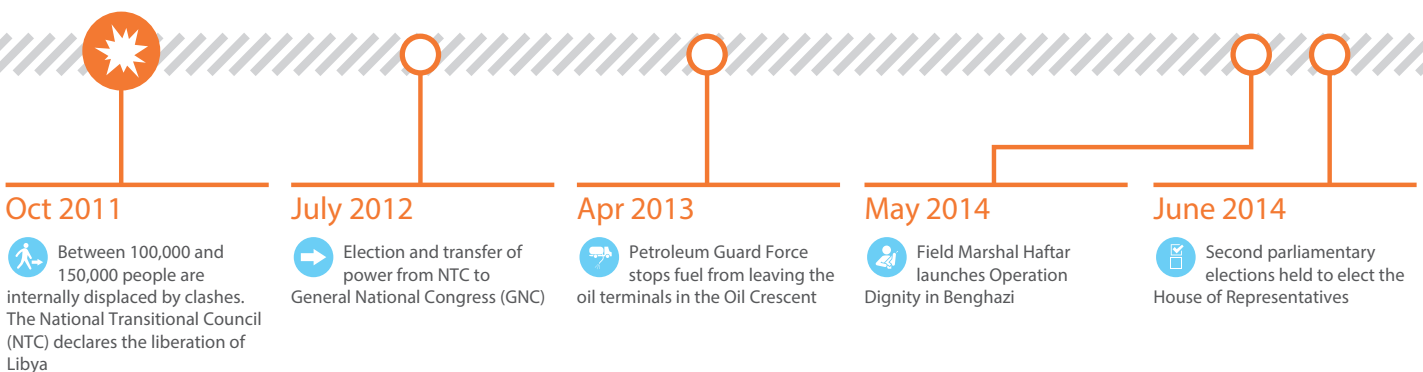 Oct 2011
Between 100,000 and
150,000 people are
internally displaced by clashes.
The National Transitional Council
(NTC) declares the liberation of
Libya
July 2012
Election and transfer of
power from NTC to
General National Congress (GNC)
Apr 2013
Petroleum Guard Force
stops fuel from leaving the
oil terminals in the Oil Crescent
May 2014
Field Marshal Haftar
launches Operation
Dignity in Benghazi
June 2014
Second parliamentary
elections held to elect the
House of Representatives